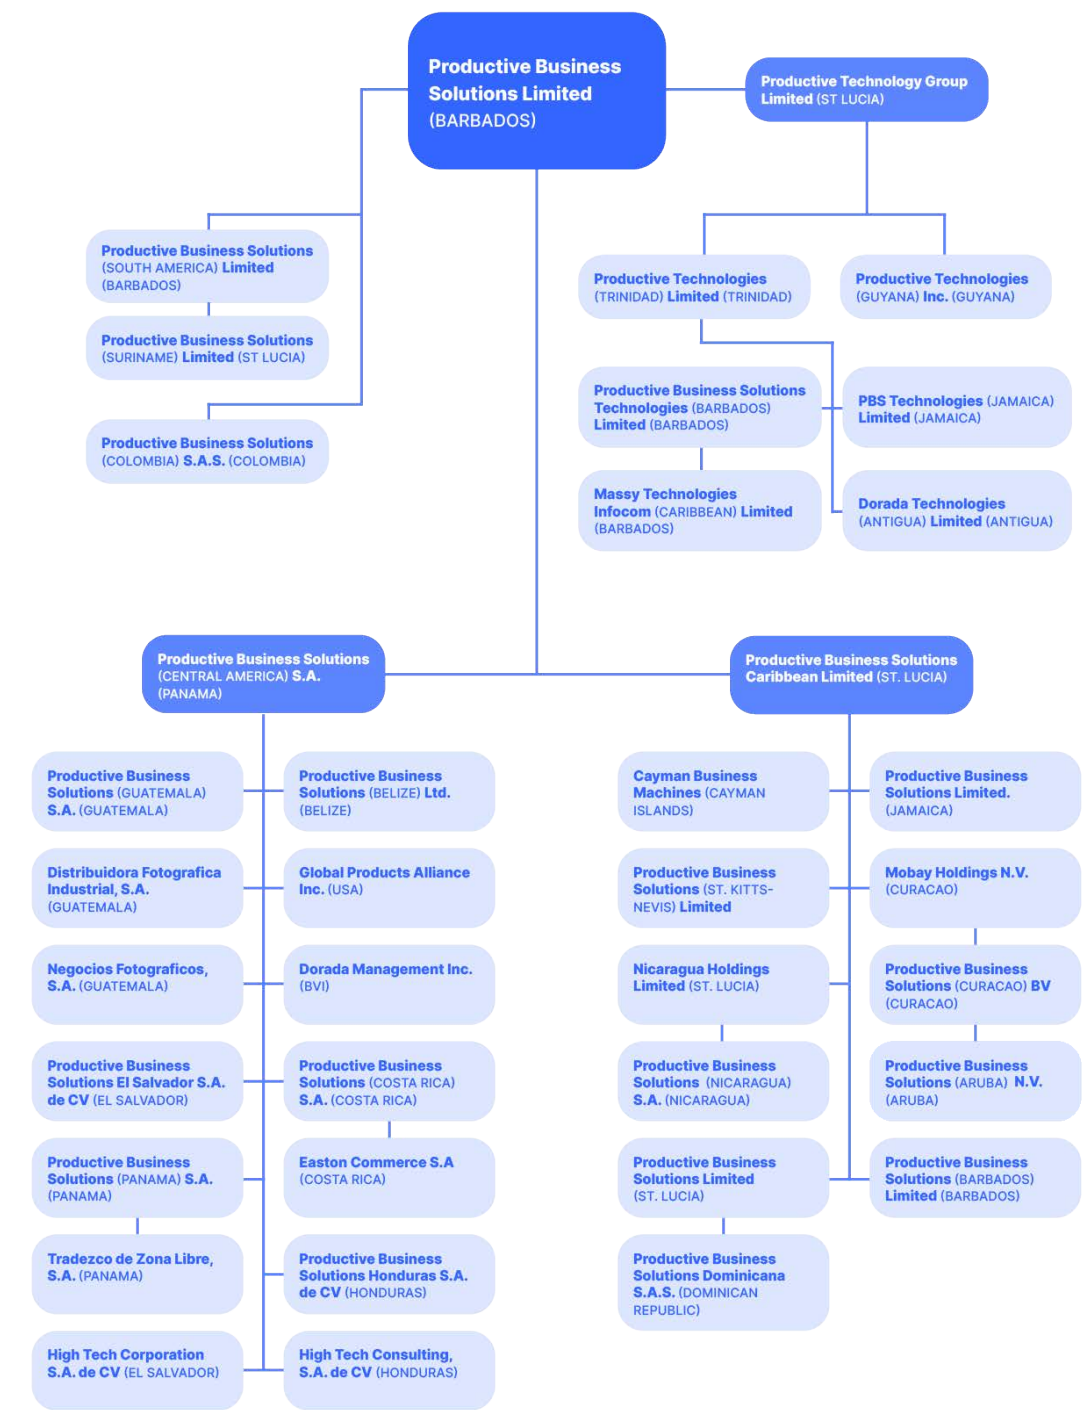 Productive Business
Solutions Limited
(BARBADOS)
Productive Technology Group
Limited (ST LUCIA)
Productive Business Solutions
(SOUTH AMERICA) Limited
(BARBADOS)
Productive Business Solutions
(SURINAME) Limited (ST LUCIA)
Productive Business Solutions
(COLOMBIA) S.A.S. (COLOMBIA)
Productive Technologies
(TRINIDAD) Limited (TRINIDAD)
Productive Technologies
(GUYANA) Inc. (GUYANA)
Productive Business Solutions
Technologies (BARBADOS)
Limited (BARBADOS)
PBS Technologies (JAMAICA)
Limited (JAMAICA)
Massy Technologies
Infocom (CARIBBEAN) Limited
(BARBADOS)
Dorada Technologies
(ANTIGUA) Limited (ANTIGUA)
Productive Business Solutions
(CENTRAL AMERICA) S.A.
(PANAMA)
Productive Business Solutions
Caribbean Limited (ST. LUCIA)
Productive Business
Solutions (GUATEMALA)
S.A. (GUATEMALA)
Productive Business
Solutions (BELIZE) Ltd.
(BELIZE)
Distribuidora Fotografica
Industrial, S.A.
(GUATEMALA)
Global Products Alliance
Inc. (USA)
Negocios Fotograficos,
S.A. (GUATEMALA)
Dorada Management Inc.
(BVI)
Productive Business
Solutions El Salvador S.A.
de CV (EL SALVADOR)
Productive Business
Solutions (COSTA RICA)
S.A. (COSTA RICA)
Productive Business
Solutions (PANAMA) S.A.
(PANAMA)
Easton Commerce S.A
(COSTA RICA)
Tradezco de Zona Libre,
S.A. (PANAMA)
Productive Business
Solutions Honduras S.A.
de CV (HONDURAS)
High Tech Corporation
S.A. de CV (EL SALVADOR)
High Tech Consulting,
S.A. de CV (HONDURAS)
Cayman Business
Machines (CAYMAN
ISLANDS)
Productive Business
Solutions Limited.
(JAMAICA)
Productive Business
Solutions (ST. KITTS-
NEVIS) Limited
Mobay Holdings N.V.
(CURACAO)
Nicaragua Holdings
Limited (ST. LUCIA)
Productive Business
Solutions (CURACAO) BV
(CURACAO)
Productive Business
Solutions (NICARAGUA)
S.A. (NICARAGUA)
Productive Business
Solutions (ARUBA) N.V.
(ARUBA)
Productive Business
Solutions Limited
(ST. LUCIA)
Productive Business
Solutions (BARBADOS)
Limited (BARBADOS)
Productive Business
Solutions Dominicana
S.A.S. (DOMINICAN
REPUBLIC)